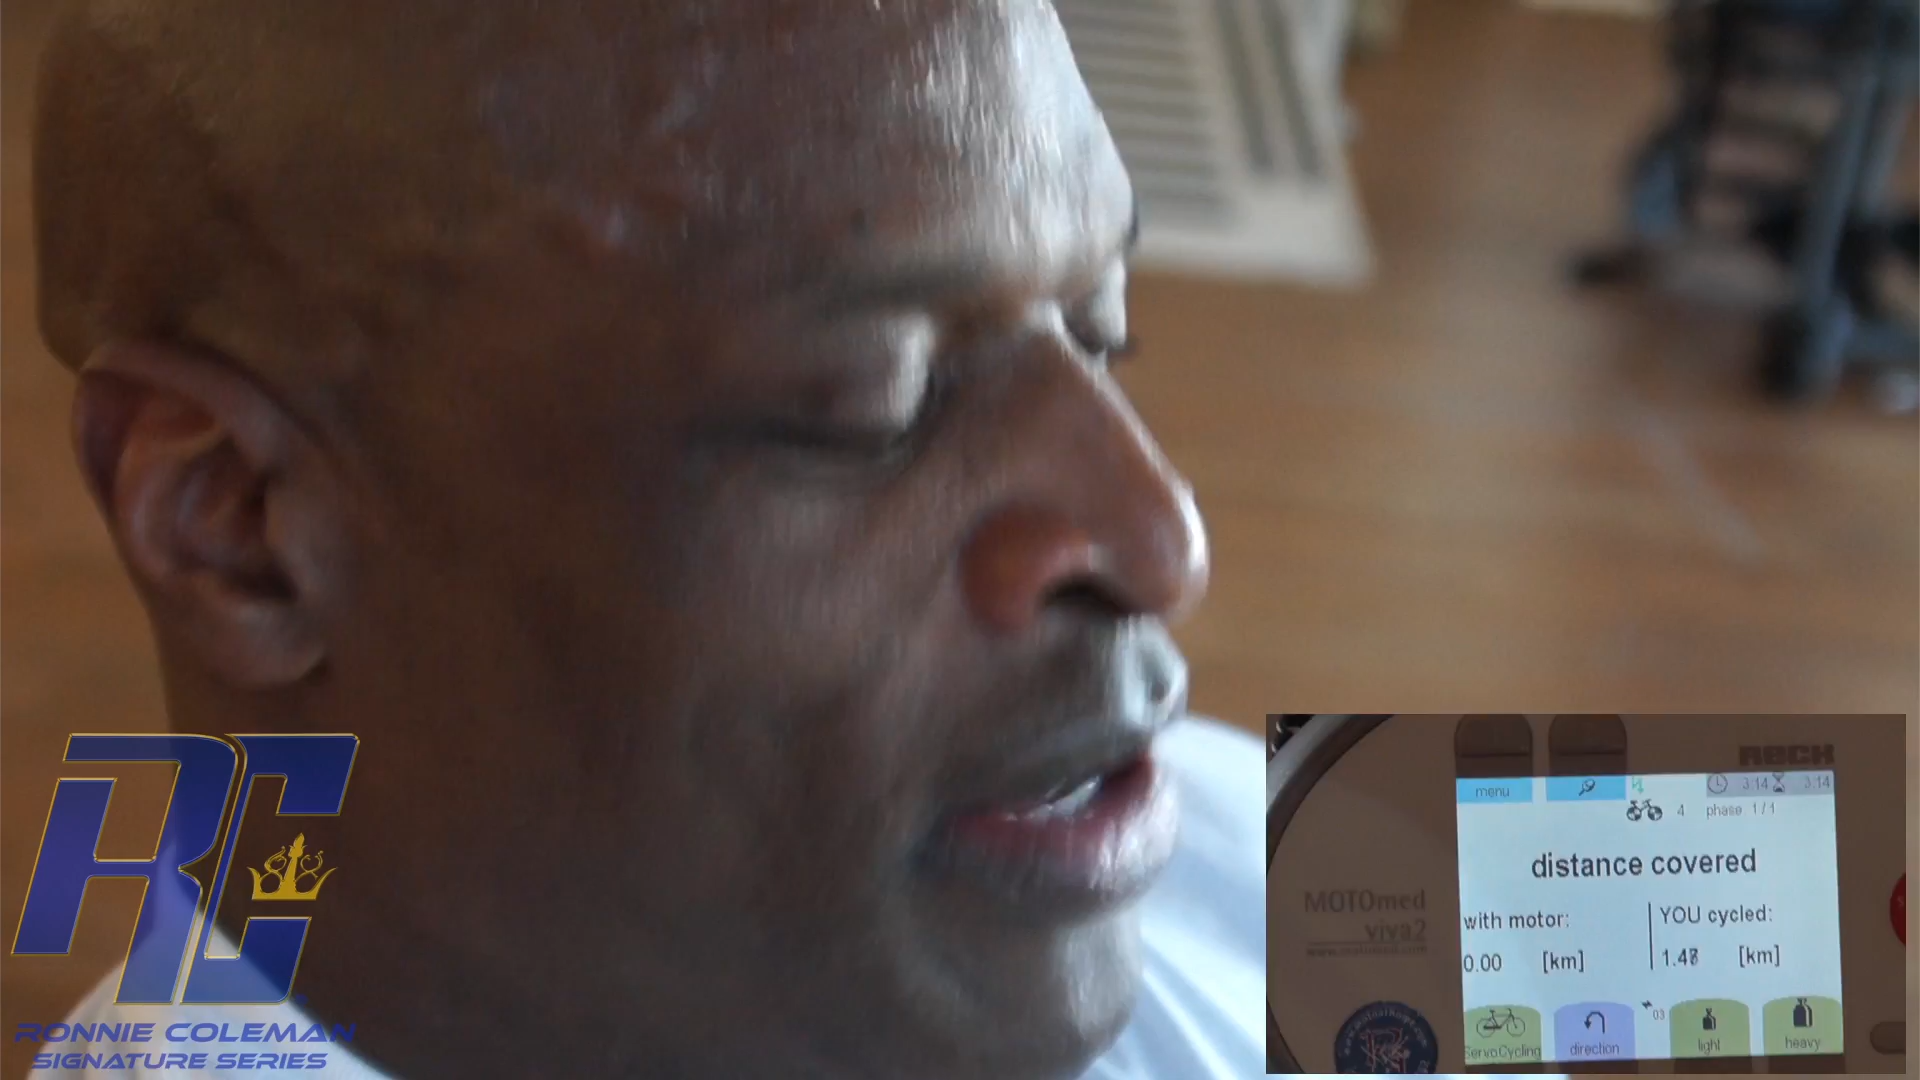 RC
RONNIE COLEMAN
SIGNATURE SERIES
RECK
menu
3:14 3:14
4 phase 1/1
distance covered
with motor: YOU cycled:
0.00 [km] [km]
03
ServoCycling direction light heavy
MOTOmed
viva2